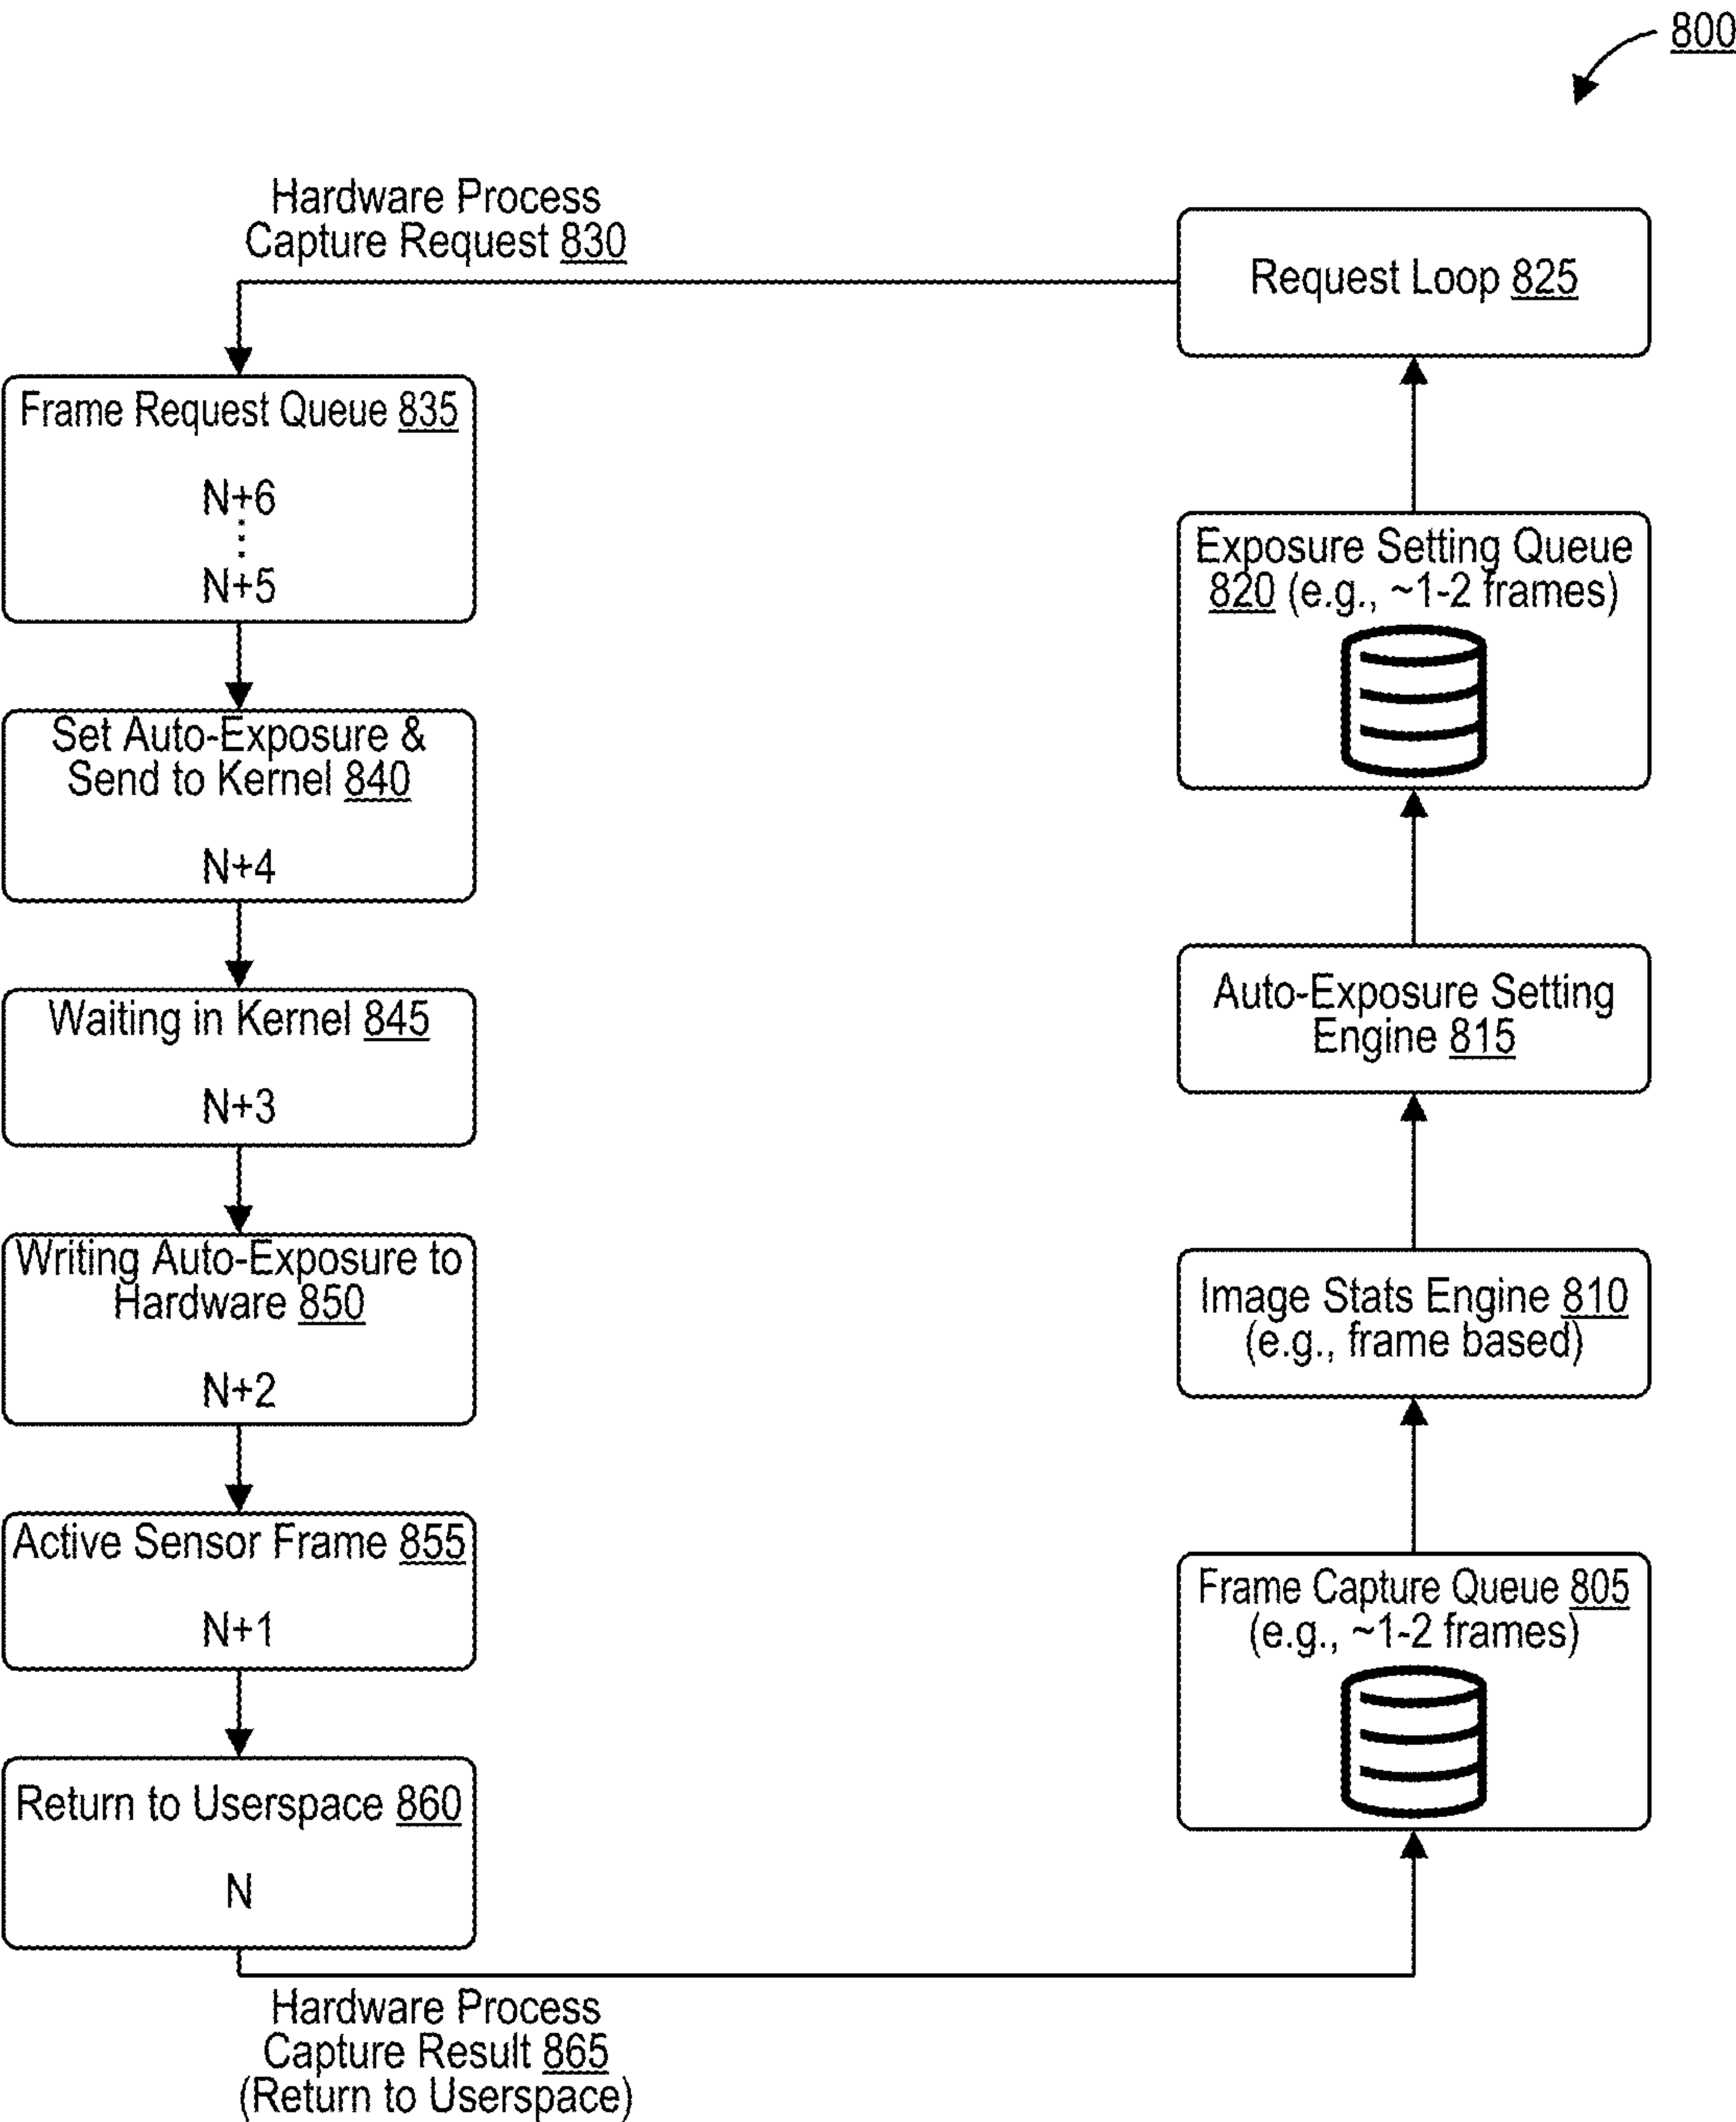 800
Hardware Process
Capture Request 830
Request Loop 825
Frame Request Queue 835
N+6
N+5
Exposure Setting Queue
820 (e.g., ~1-2 frames)
Set Auto-Exposure &
Send to Kernel 840
N+4
Auto-Exposure Setting
Engine 815
Waiting in Kernel 845
N+3
Writing Auto-Exposure to
Hardware 850
N+2
Image Stats Engine 810
(e.g., frame based)
Active Sensor Frame 855
N+1
Frame Capture Queue 805
(e.g., ~1-2 frames)
Return to Userspace 860
N
Hardware Process
Capture Result 865
(Return to Userspace)